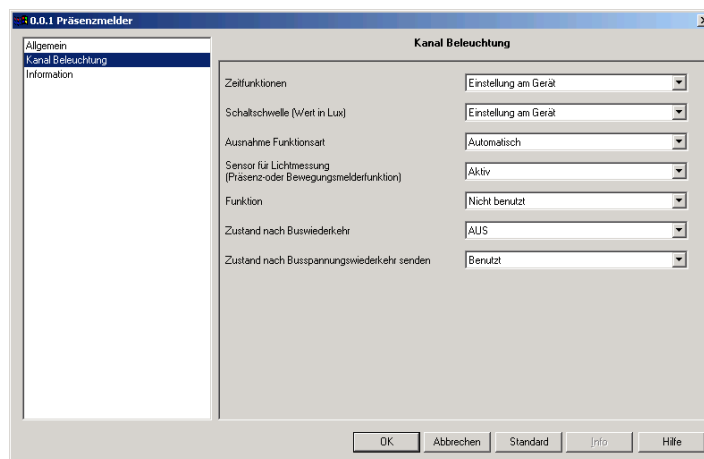 0.0.1 Präsenzmelder
Allgemein
Kanal Beleuchtung
Information
Kanal Beleuchtung
Zeitfunktionen
Einstellung am Gerät
Schaltschwelle (Wert in Lux)
Einstellung am Gerät
Ausnahme Funktionsart
Automatisch
Sensor für Lichtmessung
(Präsenz-oder Bewegungsmelderfunktion)
Aktiv
Funktion
Nicht benutzt
Zustand nach Buswiederkehr
AUS
Zustand nach Busspannungswiederkehr senden
Benutzt
OK
Abbrechen
Standard
Info
Hilfe